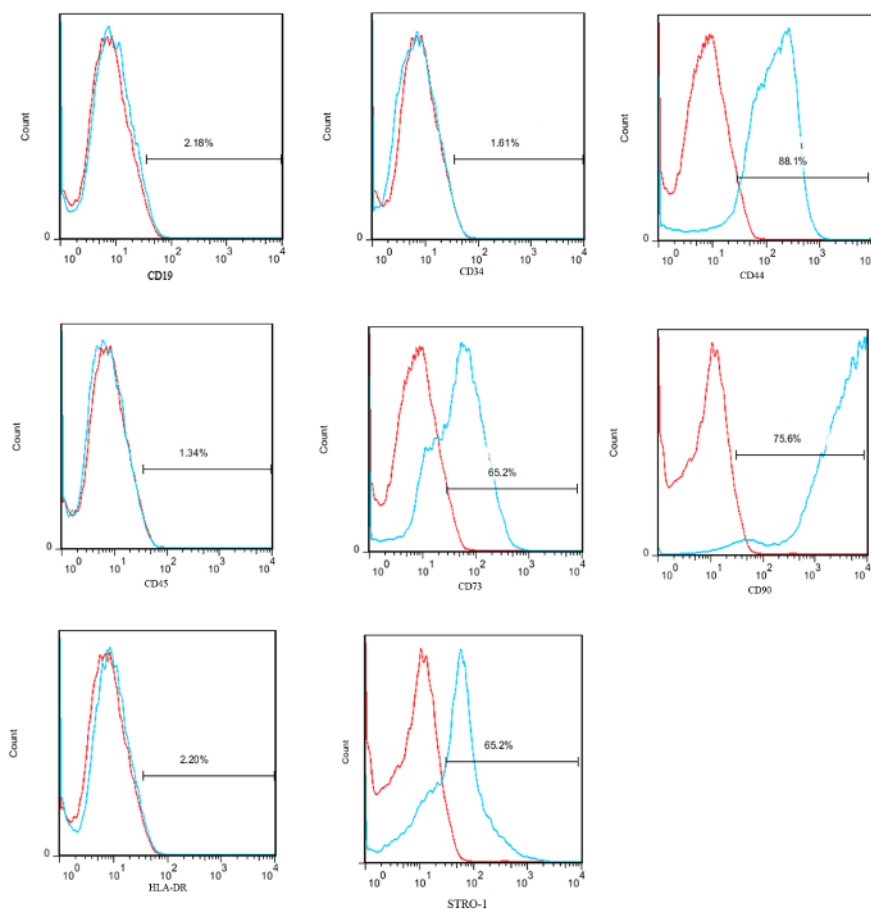 Count
2.18%
0
10^0 10^1 10^2 10^3 10^4
CD19
Count
1.61%
0
10^0 10^1 10^2 10^3 10^4
CD34
Count
88.1%
0
10^0 10^1 10^2 10^3 10
CD44
Count
1.34%
0
10^0 10^1 10^2 10^3 10^4
CD45
Count
65.2%
0
10^0 10^1 10^2 10^3 10^4
CD73
Count
75.6%
0
10^0 10^1 10^2 10^3 10^4
CD90
Count
2.20%
0
10^0 10^1 10^2 10^3 10^4
HLA-DR
Count
65.2%
0
10^0 10^1 10^2 10^3 10^4
STRO-1